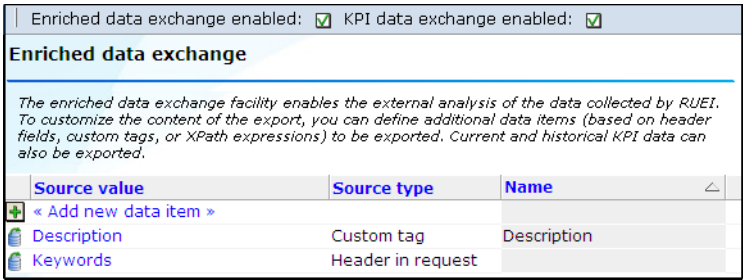 Enriched data exchange enabled: KPI data exchange enabled:
Enriched data exchange
The enriched data exchange facility enables the external analysis of the data collected by RUEI.
To customize the content of the export, you can define additional data items (based on header
fields, custom tags, or XPath expressions) to be exported. Current and historical KPI data can
also be exported.
Source value Source type Name
« Add new data item »
Description Custom tag Description
Keywords Header in request